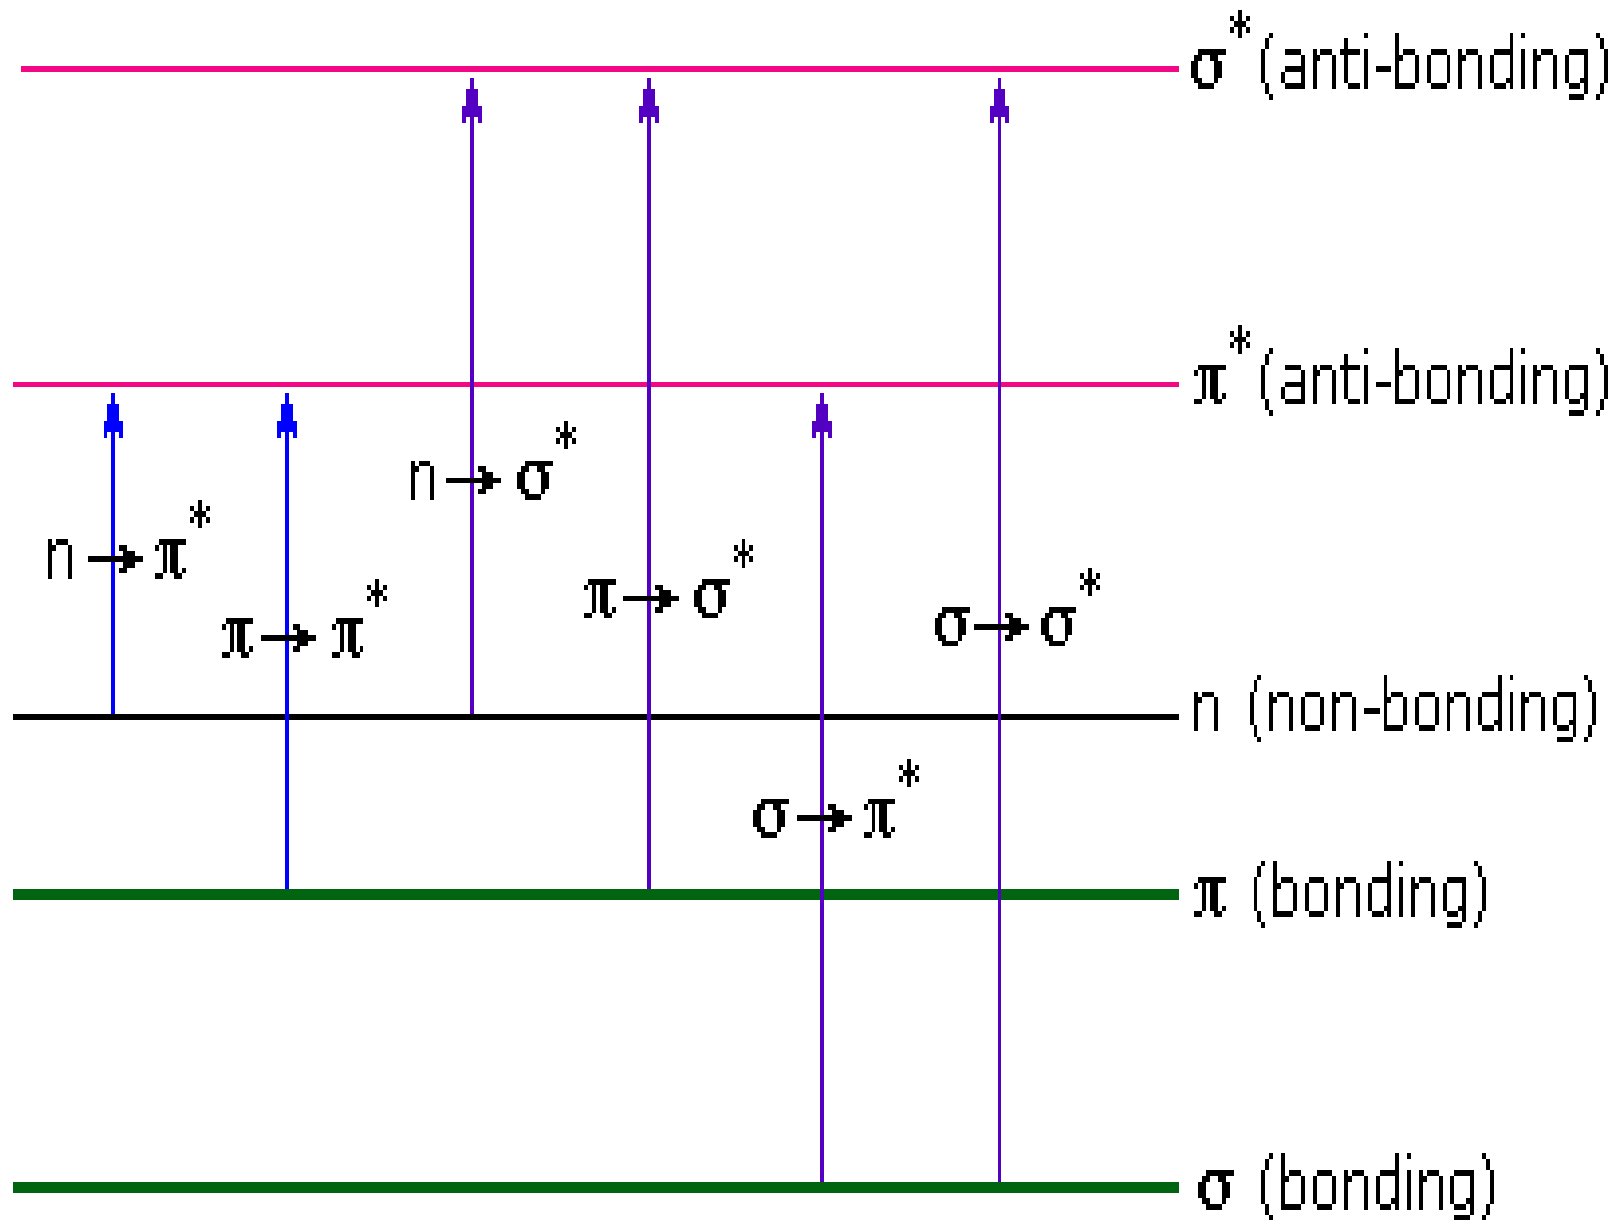 σ* (anti-bonding)
π* (anti-bonding)
n→σ*
n→π*
π→σ*
σ→σ*
π→π*
n (non-bonding)
σ→π*
π (bonding)
σ (bonding)